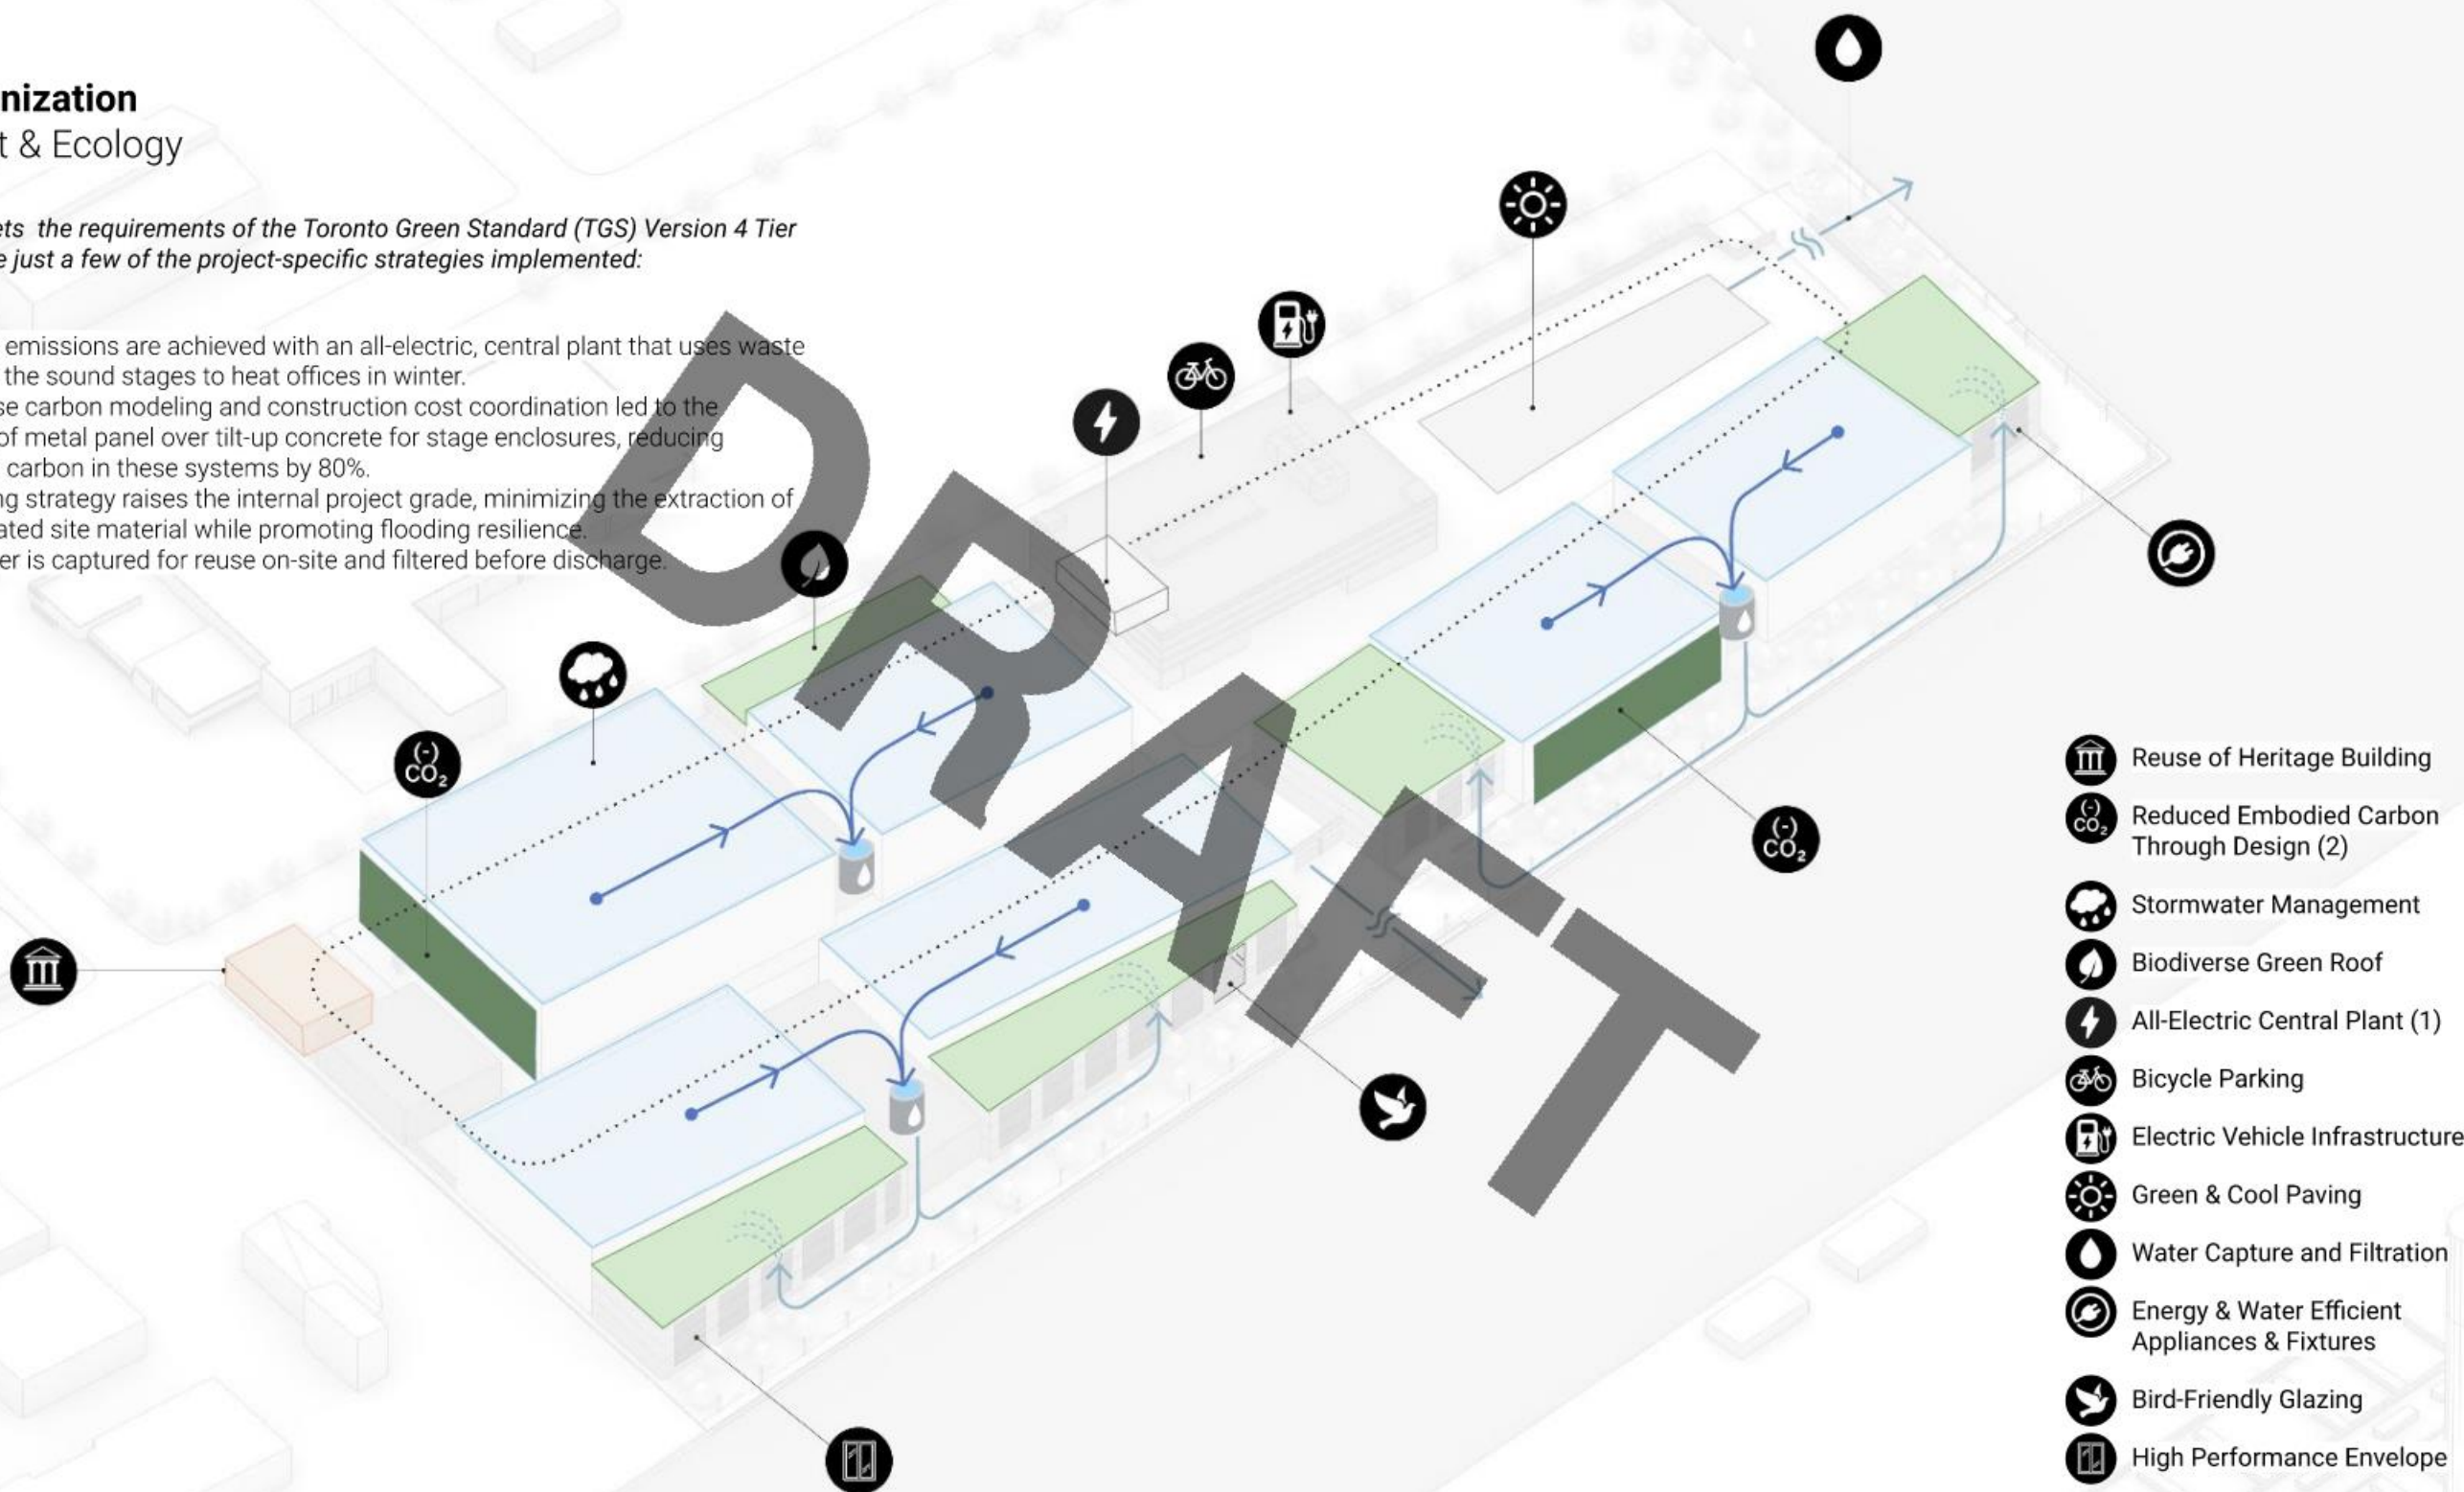 nization
t & Ecology
ets the requirements of the Toronto Green Standard (TGS) Version 4 Tier
e just a few of the project-specific strategies implemented:
emissions are achieved with an all-electric, central plant that uses waste
the sound stages to heat offices in winter.
se carbon modeling and construction cost coordination led to the
of metal panel over tilt-up concrete for stage enclosures, reducing
carbon in these systems by 80%.
ng strategy raises the internal project grade, minimizing the extraction of
ated site material while promoting flooding resilience.
er is captured for reuse on-site and filtered before discharge.
DRAFT
(-)
CO₂
(-)
CO₂
Reuse of Heritage Building
(-)
CO₂
Reduced Embodied Carbon
Through Design (2)
Stormwater Management
Biodiverse Green Roof
All-Electric Central Plant (1)
Bicycle Parking
Electric Vehicle Infrastructure
Green & Cool Paving
Water Capture and Filtration
Energy & Water Efficient
Appliances & Fixtures
Bird-Friendly Glazing
High Performance Envelope